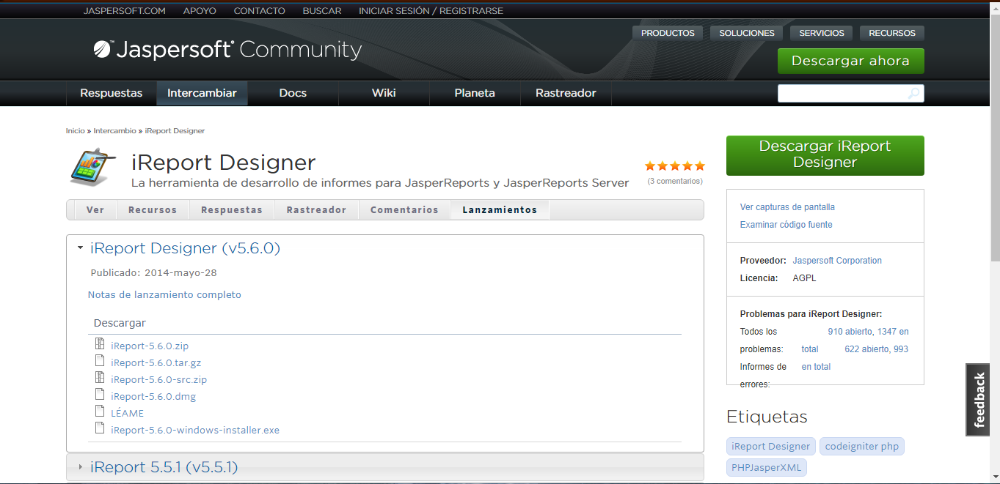 JASPERSOFT.COM APOYO CONTACTO BUSCAR INICIAR SESIÓN / REGISTRARSE
PRODUCTOS SOLUCIONES SERVICIOS RECURSOS
Jaspersoft Community
Descargar ahora
Respuestas Intercambiar Docs Wiki Planeta Rastreador
Inicio » Intercambio » iReport Designer
iReport Designer
La herramienta de desarrollo de informes para JasperReports y JasperReports Server
(3 comentarios)
Ver Recursos Respuestas Rastreador Comentarios Lanzamientos
iReport Designer (v5.6.0)
Publicado: 2014-mayo-28
Notas de lanzamiento completo
Descargar
iReport-5.6.0.zip
iReport-5.6.0.tar.gz
iReport-5.6.0-src.zip
iReport-5.6.0.dmg
LÉAME
iReport-5.6.0-windows-installer.exe
iReport 5.5.1 (v5.5.1)
Descargar iReport
Designer
Ver capturas de pantalla
Examinar código fuente
Proveedor: Jaspersoft Corporation
Licencia: AGPL
Problemas para iReport Designer:
Todos los 910 abierto, 1347 en
problemas: total 622 abierto, 993
Informes de en total
errores:
feedback
Etiquetas
iReport Designer codeigniter php
PHPJasperXML